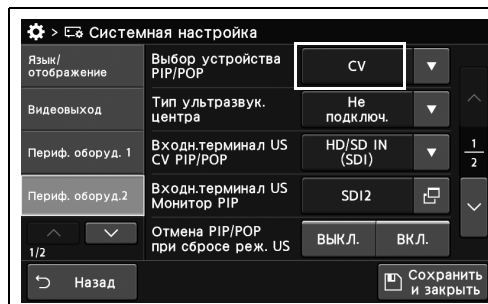 > Системная настройка
Язык/
отображение
Видеовыход
Периф. оборуд. 1
Периф. оборуд.2
1/2
Выбор устройства
PIP/POP
CV
Тип ультразвук.
центра
Не
подключ.
Входн.терминал US
CV PIP/POP
HD/SD IN
(SDI)
Входн.терминал US
Монитор PIP
SDI2
Отмена PIP/POP
при сбросе реж. US
ВЫКЛ.
ВКЛ.
1
2
Назад
Сохранить
и закрыть